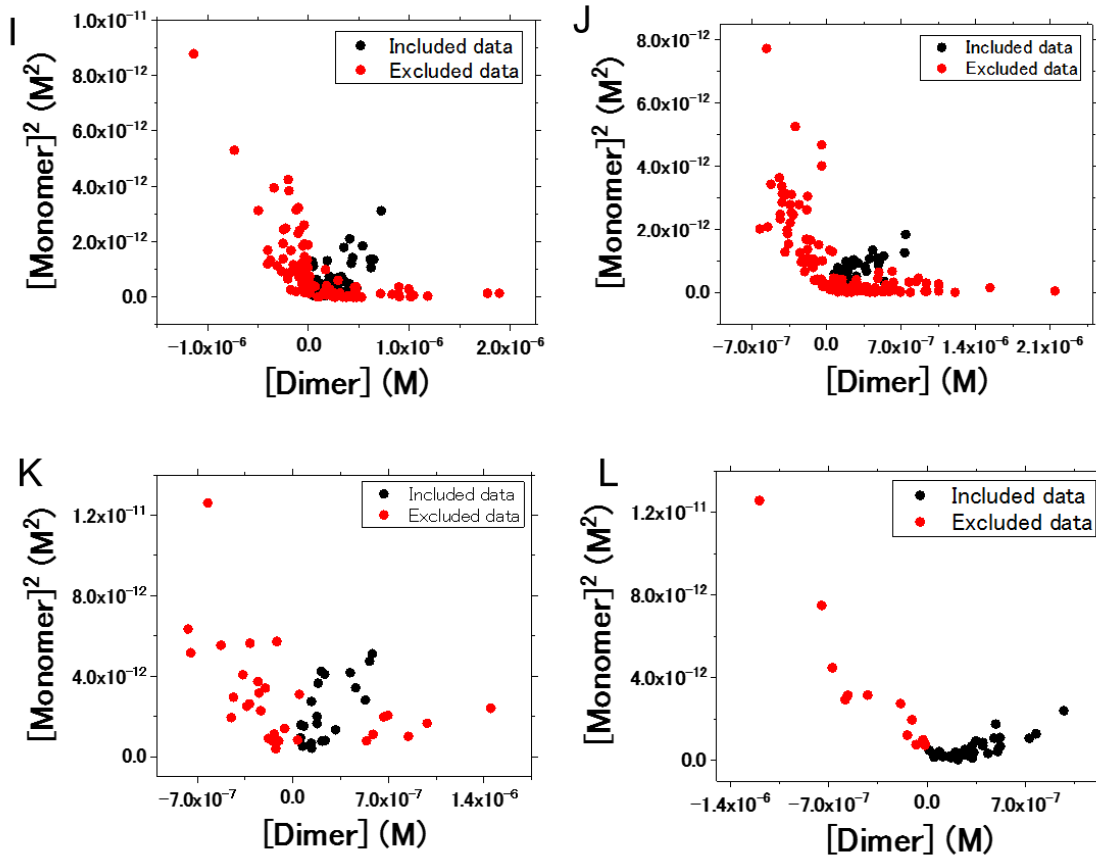 I
1.0x10⁻¹¹
8.0x10⁻¹²
6.0x10⁻¹²
4.0x10⁻¹²
2.0x10⁻¹²
0.0
[Monomer]² (M²)
Included data
Excluded data
−1.0x10⁻⁶
0.0
1.0x10⁻⁶
2.0x10⁻⁶
[Dimer] (M)
J
8.0x10⁻¹²
6.0x10⁻¹²
4.0x10⁻¹²
2.0x10⁻¹²
0.0
[Monomer]² (M²)
Included data
Excluded data
−7.0x10⁻⁷
0.0
7.0x10⁻⁷
1.4x10⁻⁶
2.1x10⁻⁶
[Dimer] (M)
K
1.2x10⁻¹¹
8.0x10⁻¹²
4.0x10⁻¹²
0.0
[Monomer]² (M²)
Included data
Excluded data
−7.0x10⁻⁷
0.0
7.0x10⁻⁷
1.4x10⁻⁶
[Dimer] (M)
L
1.2x10⁻¹¹
8.0x10⁻¹²
4.0x10⁻¹²
0.0
[Monomer]² (M²)
Included data
Excluded data
−1.4x10⁻⁶
−7.0x10⁻⁷
0.0
7.0x10⁻⁷
[Dimer] (M)